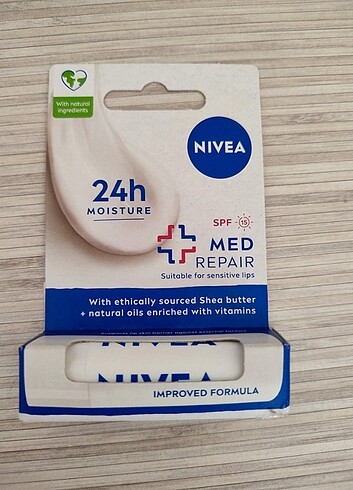 With natural
ingredients
NIVEA
24h
MOISTURE
SPF 15
MED
REPAIR
Suitable for sensitive lips
With ethically sourced Shea butter
+ natural oils enriched with vitamins
NIVEA
NIVEA
IMPROVED FORMULA